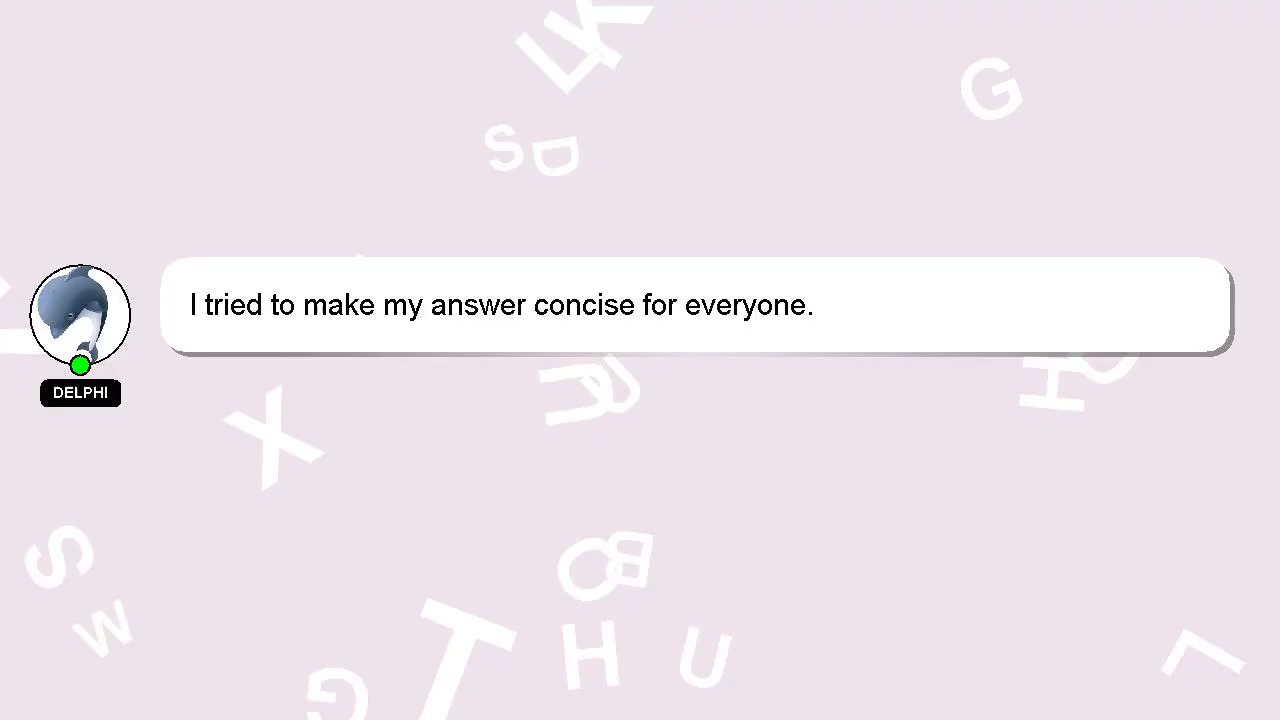 I tried to make my answer concise for everyone.
DELPHI
L
K
G
S
D
X
U
H
S
W
C
B
T
H
U
G
L